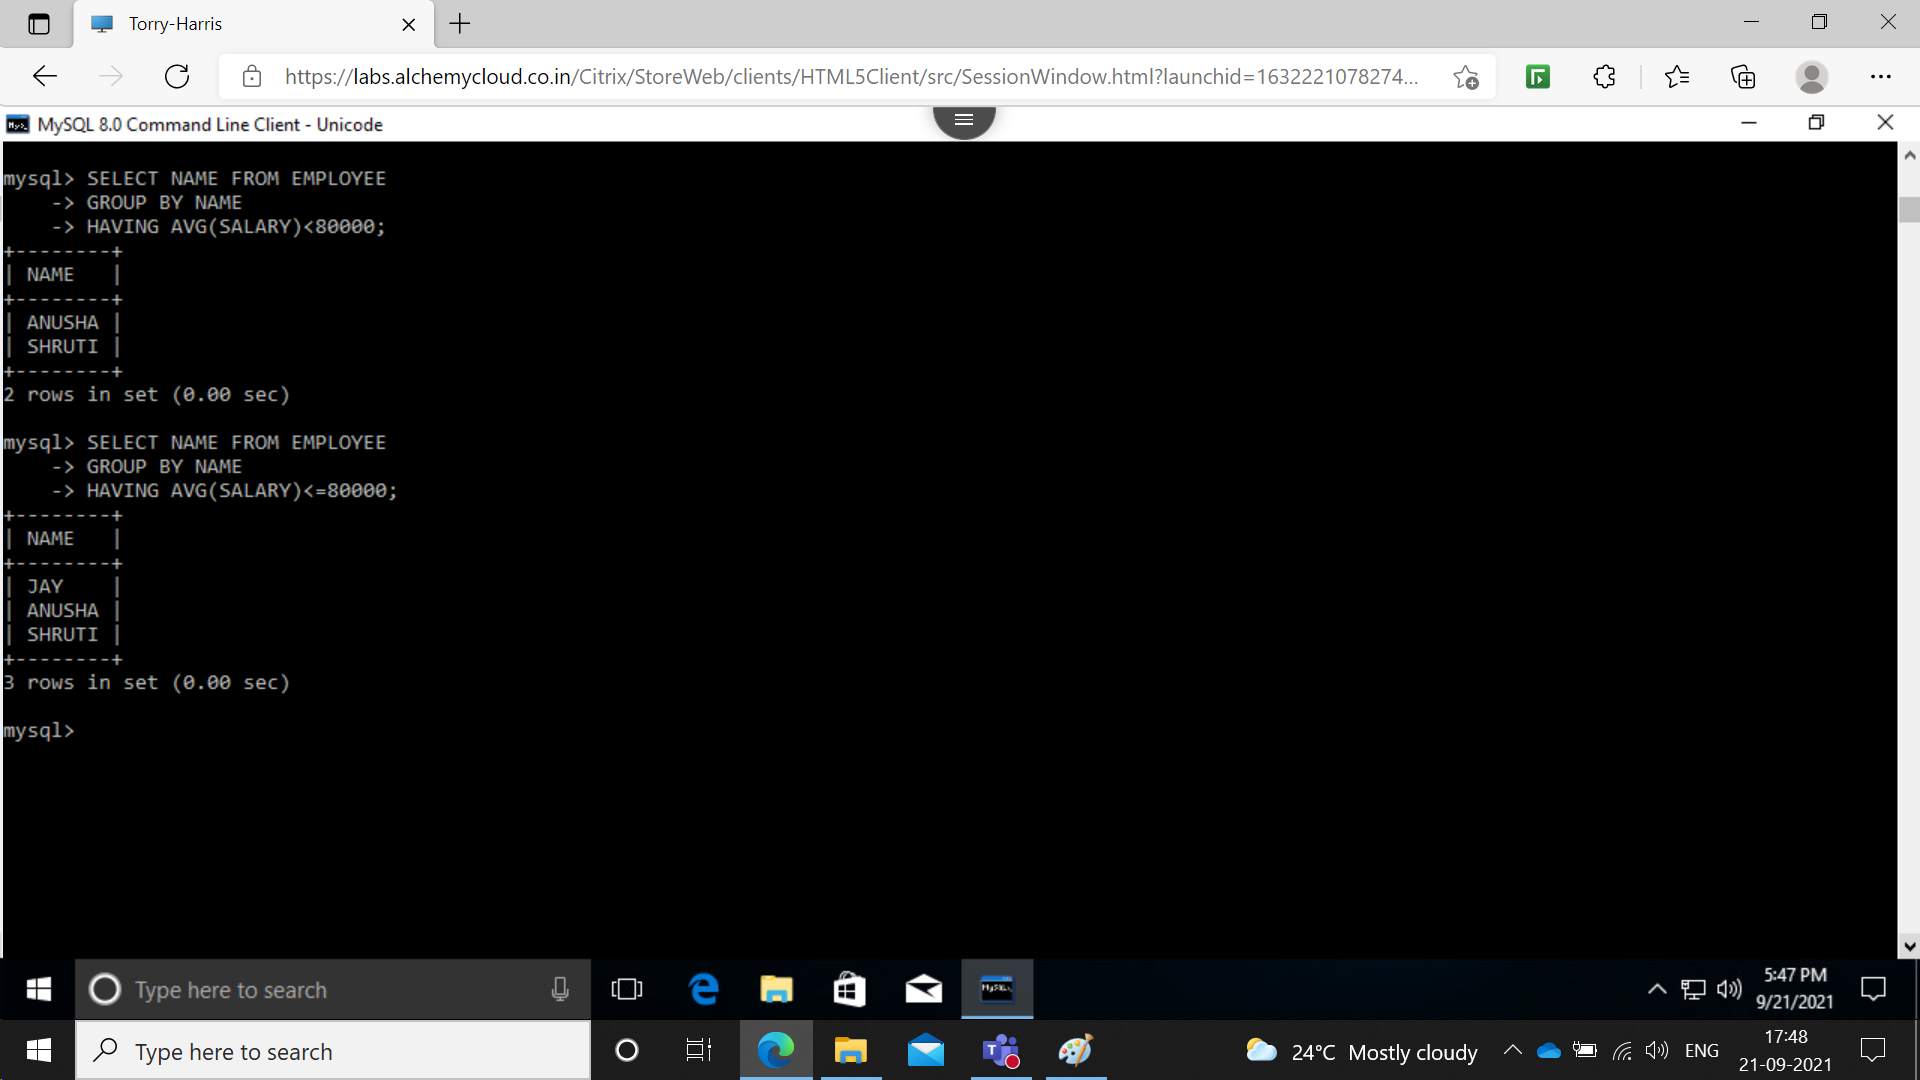 Torry-Harris
https://labs.alchemycloud.co.in/Citrix/StoreWeb/clients/HTML5Client/src/SessionWindow.html?launchid=1632221078274...
MySQL 8.0 Command Line Client - Unicode
mysql> SELECT NAME FROM EMPLOYEE
    -> GROUP BY NAME
    -> HAVING AVG(SALARY)<80000;
+--------+
| NAME   |
+--------+
| ANUSHA |
| SHRUTI |
+--------+
2 rows in set (0.00 sec)
mysql> SELECT NAME FROM EMPLOYEE
    -> GROUP BY NAME
    -> HAVING AVG(SALARY)<=80000;
+--------+
| NAME   |
+--------+
| JAY    |
| ANUSHA |
| SHRUTI |
+--------+
3 rows in set (0.00 sec)
mysql>
Type here to search
5:47 PM
9/21/2021
Type here to search
24°C Mostly cloudy
ENG
17:48
21-09-2021